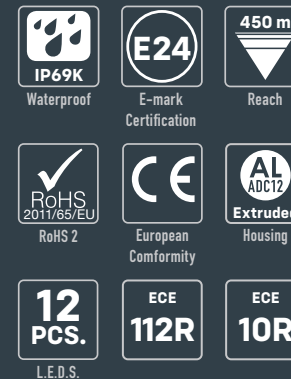 IP69K
Waterproof
E24
E-mark
Certification
450 m
Reach
RoHS
2011/65/EU
RoHS 2
CE
European
Comformity
AL
ADC12
Extruded
Housing
12
PCS.
L.E.D.S.
ECE
112R
ECE
10R